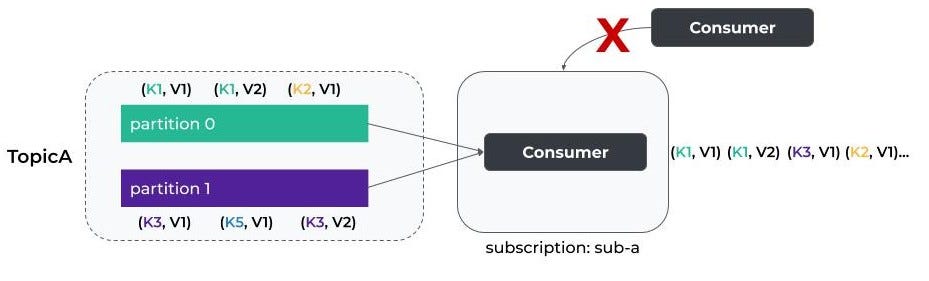 X
Consumer
(K1, V1) (K1, V2) (K2, V1)
partition 0
TopicA
Consumer
(K1, V1) (K1, V2) (K3, V1) (K2, V1)...
partition 1
(K3, V1) (K5, V1) (K3, V2)
subscription: sub-a